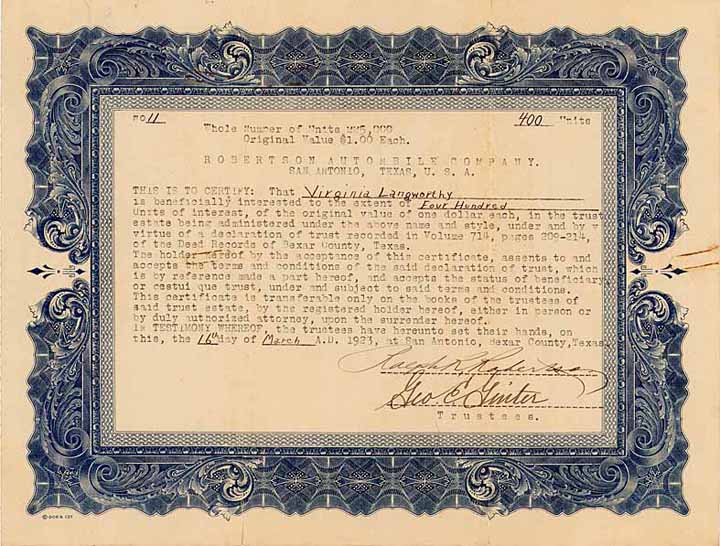 No 11 400 Units
Whole Number of Units 225,000
Original Value $1.00 Each.
ROBERTSON AUTOMBILE COMPANY.
SAN ANTONIO, TEXAS, U. S. A.
THIS IS TO CERTIFY: That Virginia Langworthy
is beneficially interested to the extent of Four Hundred
Units of interest, of the original value of one dollar each, in the trust
estate being administered under the above name and style, under and by v
virtue of a declaration of trust recorded in Volume 714, pages 209-214,
of the Deed Records of Bexar County, Texas.
The holder hereof by the acceptance of this certificate, assents to and
accepts the terms and conditions of the said declaration of trust, which
is by reference made a part hereof, and accepts the status of beneficiary
or cestui que trust, under and subject to said terms and conditions.
This certificate is transferable only on the books of the trustees of
said trust estate, by the registered holder hereof, either in person or
by duly authorized attorney, upon the surrender hereof.
IN TESTIMONY WHEREOF, the trustees have hereunto set their hands, on
this, the 16th day of March A.D. 1923, at San Antonio, Bexar County, Texas.
Ralph R. Robertson
Geo E. Ginter
Trustees.
© GOES 121